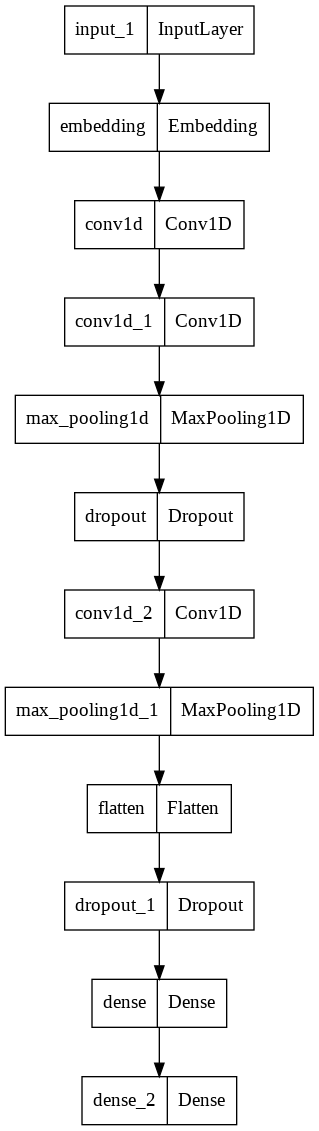 input_1 InputLayer
embedding Embedding
conv1d Conv1D
conv1d_1 Conv1D
max_pooling1d MaxPooling1D
dropout Dropout
conv1d_2 Conv1D
max_pooling1d_1 MaxPooling1D
flatten Flatten
dropout_1 Dropout
dense Dense
dense_2 Dense